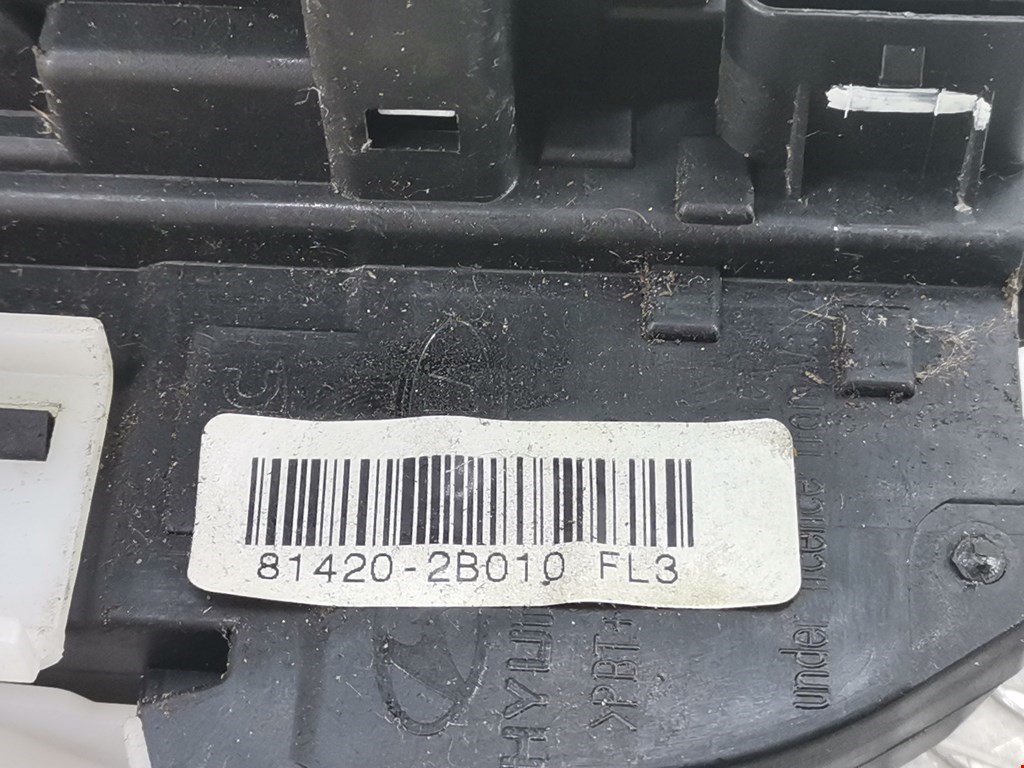 81420-2B010 FL3
>PBT+
under licence from